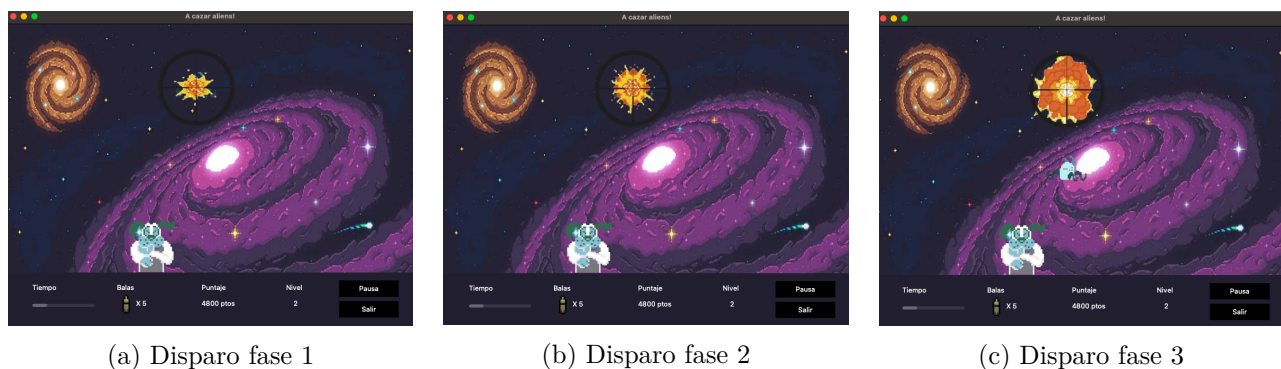 A cazar aliens!
Tiempo Balas Puntaje Nivel Pausa
X 5 4800 ptos 2 Salir
(a) Disparo fase 1
A cazar aliens!
Tiempo Balas Puntaje Nivel Pausa
X 5 4800 ptos 2 Salir
(b) Disparo fase 2
A cazar aliens!
Tiempo Balas Puntaje Nivel Pausa
X 5 4800 ptos 2 Salir
(c) Disparo fase 3